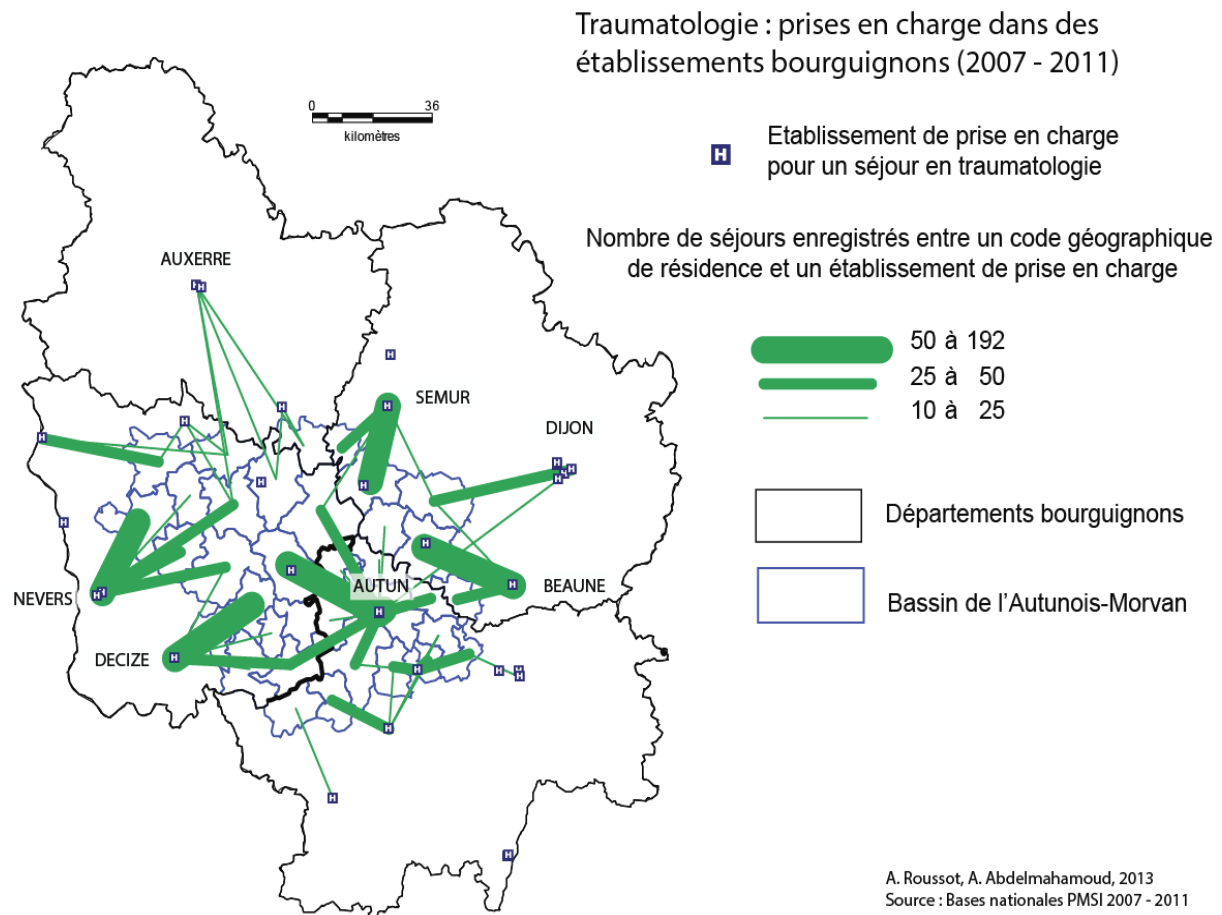 Traumatologie : prises en charge dans des
établissements bourguignons (2007 - 2011)
0 36
kilomètres
H Etablissement de prise en charge
pour un séjour en traumatologie
Nombre de séjours enregistrés entre un code géographique
de résidence et un établissement de prise en charge
50 à 192
25 à 50
10 à 25
Départements bourguignons
Bassin de l'Autunois-Morvan
AUXERRE
SEMUR
DIJON
NEVERS
AUTUN
BEAUNE
DECIZE
A. Roussot, A. Abdelmahamoud, 2013
Source : Bases nationales PMSI 2007 - 2011